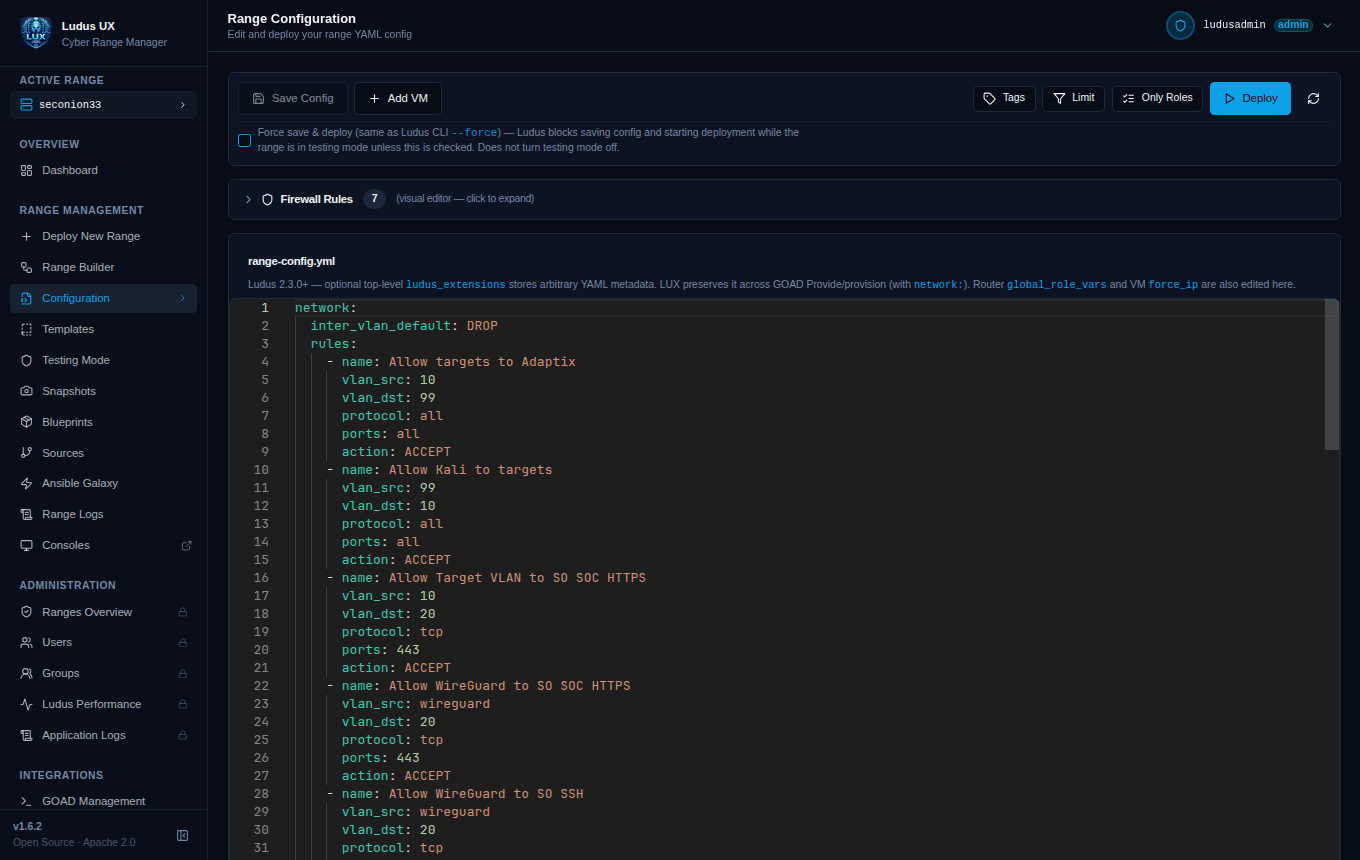 Ludus UX
Cyber Range Manager
ACTIVE RANGE
seconion33
OVERVIEW
Dashboard
RANGE MANAGEMENT
Deploy New Range
Range Builder
Configuration
Templates
Testing Mode
Snapshots
Blueprints
Sources
Ansible Galaxy
Range Logs
Consoles
ADMINISTRATION
Ranges Overview
Users
Groups
Ludus Performance
Application Logs
INTEGRATIONS
GOAD Management
v1.6.2
Open Source · Apache 2.0
Range Configuration
Edit and deploy your range YAML config
ludusadmin admin
Save Config
Add VM
Tags
Limit
Only Roles
Deploy
Force save & deploy (same as Ludus CLI --force) — Ludus blocks saving config and starting deployment while the
range is in testing mode unless this is checked. Does not turn testing mode off.
Firewall Rules 7 (visual editor — click to expand)
range-config.yml
Ludus 2.3.0+ — optional top-level ludus_extensions stores arbitrary YAML metadata. LUX preserves it across GOAD Provide/provision (with network:). Router global_role_vars and VM force_ip are also edited here.
1 network:
2 inter_vlan_default: DROP
3 rules:
4 - name: Allow targets to Adaptix
5 vlan_src: 10
6 vlan_dst: 99
7 protocol: all
8 ports: all
9 action: ACCEPT
10 - name: Allow Kali to targets
11 vlan_src: 99
12 vlan_dst: 10
13 protocol: all
14 ports: all
15 action: ACCEPT
16 - name: Allow Target VLAN to SO SOC HTTPS
17 vlan_src: 10
18 vlan_dst: 20
19 protocol: tcp
20 ports: 443
21 action: ACCEPT
22 - name: Allow WireGuard to SO SOC HTTPS
23 vlan_src: wireguard
24 vlan_dst: 20
25 protocol: tcp
26 ports: 443
27 action: ACCEPT
28 - name: Allow WireGuard to SO SSH
29 vlan_src: wireguard
30 vlan_dst: 20
31 protocol: tcp